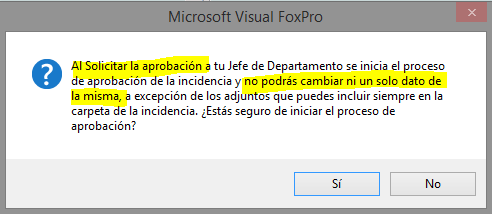 Microsoft Visual FoxPro
Al Solicitar la aprobación a tu Jefe de Departamento se inicia el proceso
de aprobación de la incidencia y no podrás cambiar ni un solo dato de
la misma, a excepción de los adjuntos que puedes incluir siempre en la
carpeta de la incidencia. ¿Estás seguro de iniciar el proceso de
aprobación?
Sí
No